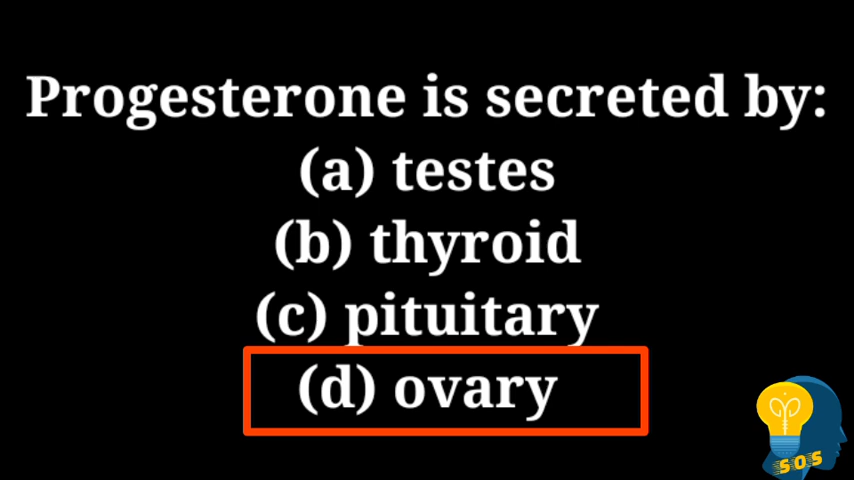 Progesterone is secreted by:
(a) testes
(b) thyroid
(c) pituitary
(d) ovary
SOS